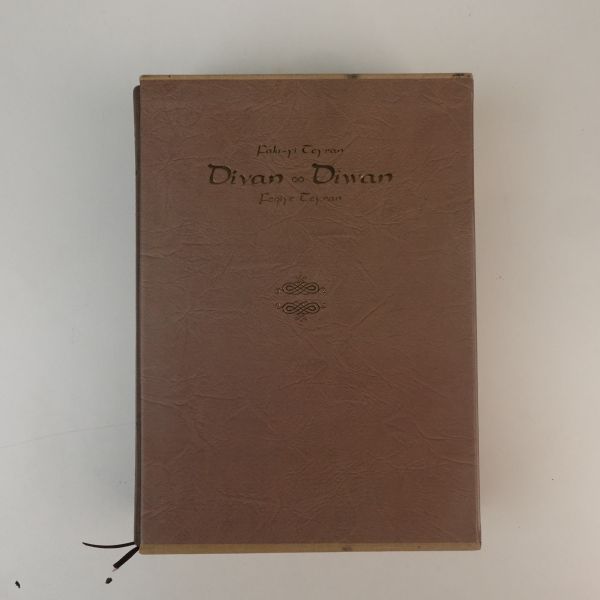 Faki-yi Teyran
Divan ∞ Diwan
Feqiyê Teyran